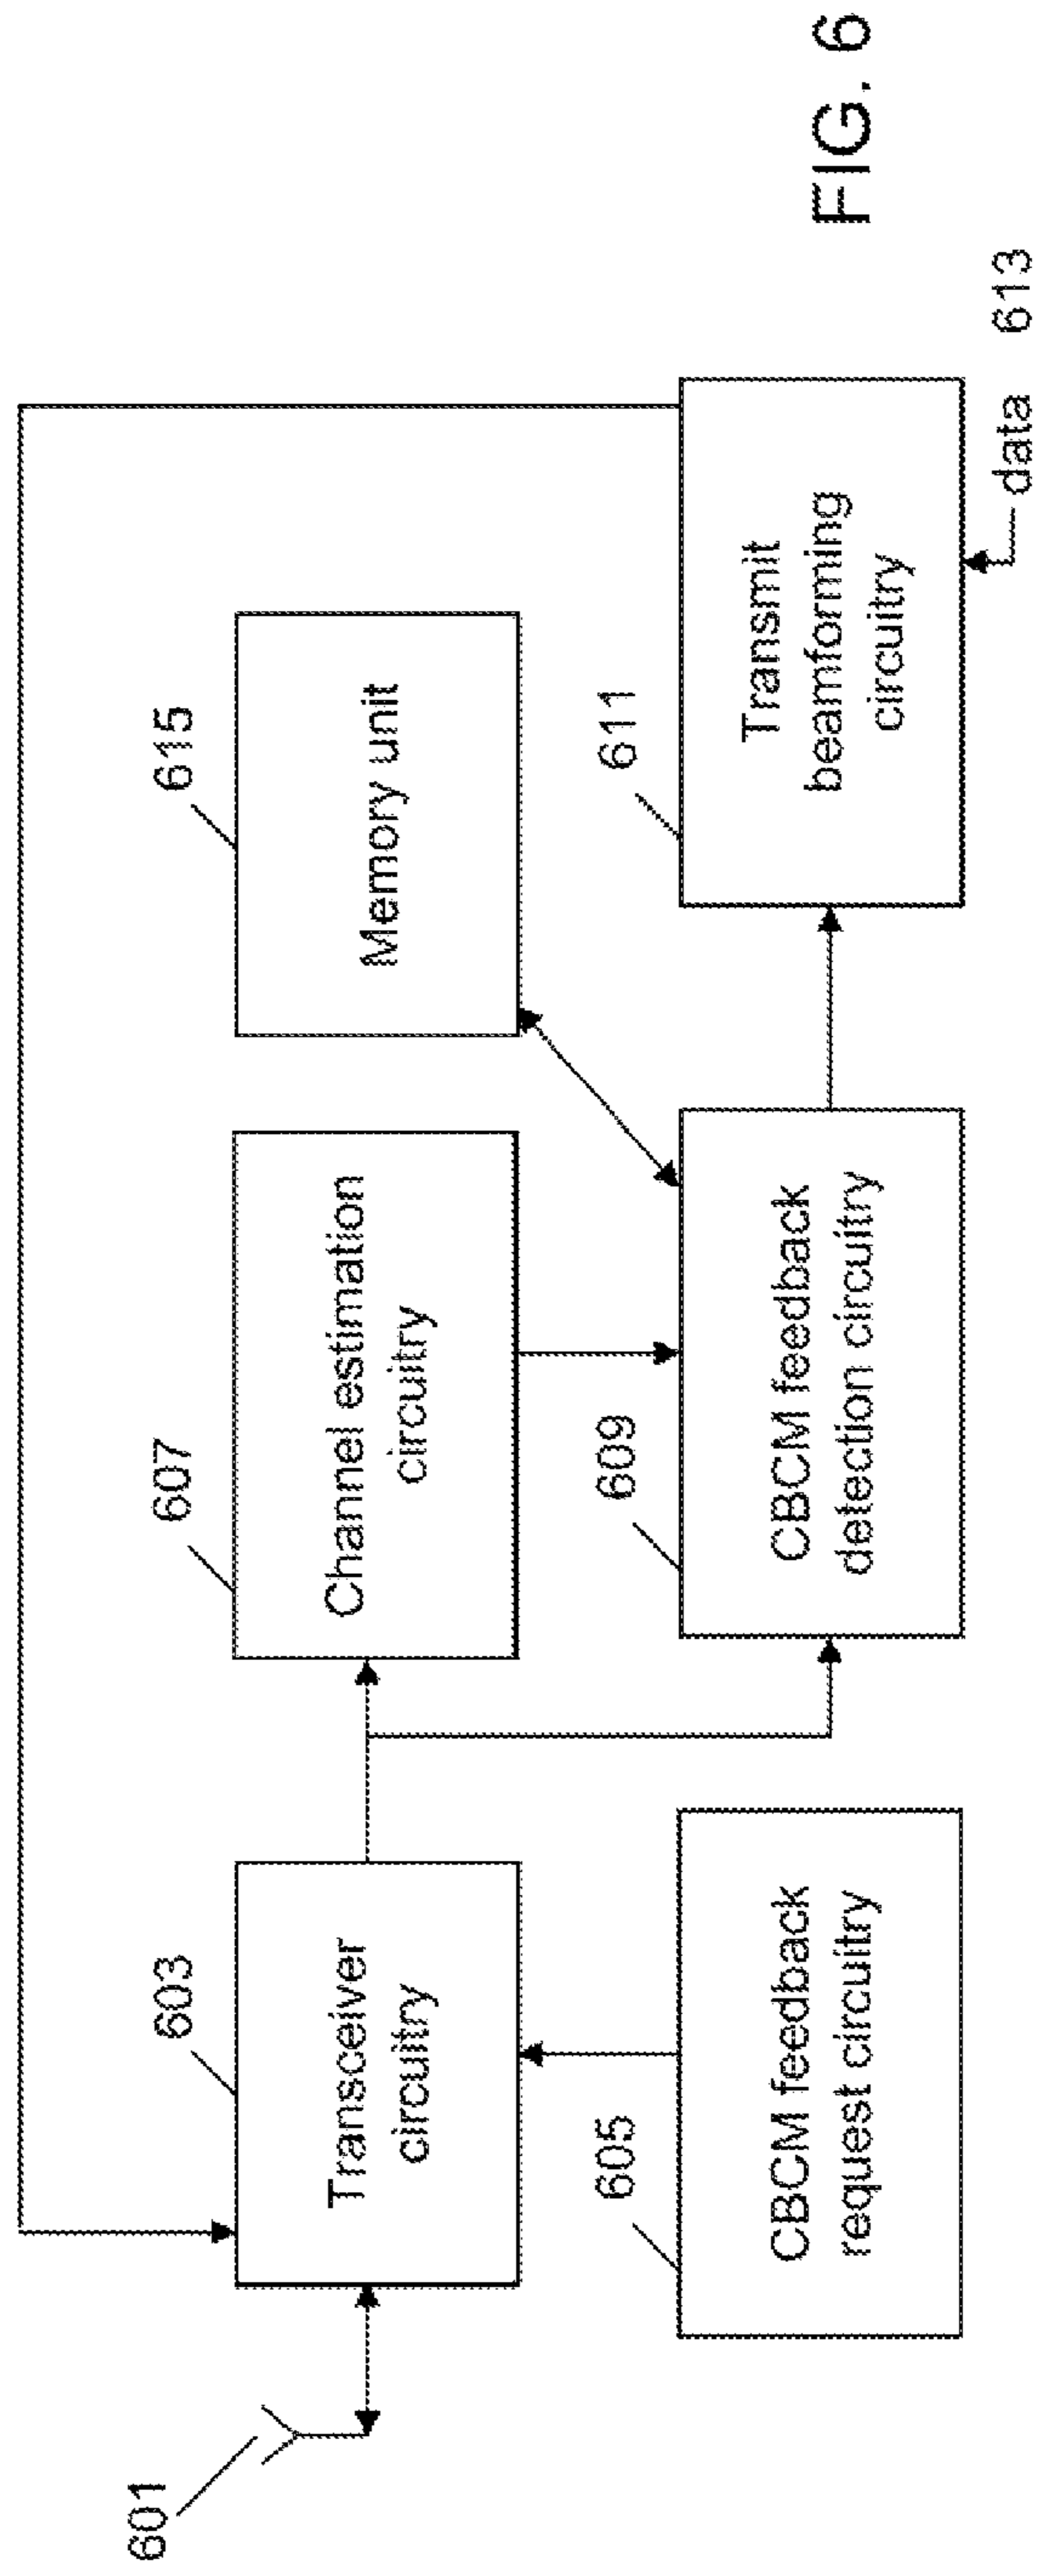 601
603
Transceiver
circuitry
607
Channel estimation
circuitry
615
Memory unit
605
CBCM feedback
request circuitry
609
CBCM feedback
detection circuitry
611
Transmit
beamforming
circuitry
data 613
FIG. 6